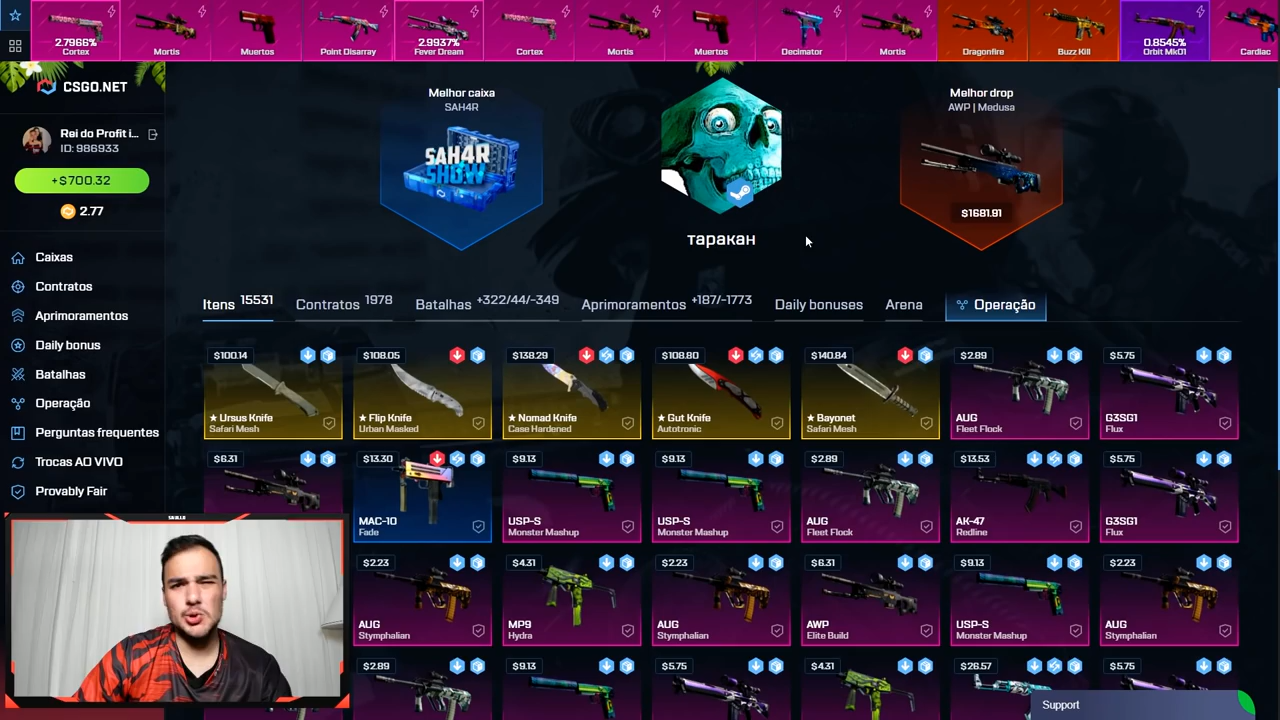 2.7966%
Cortex
Mortis
Muertos
Point Disarray
2.9937%
Fever Dream
Cortex
Mortis
Muertos
Decimator
Mortis
Dragonfire
Buzz Kill
0.8545%
Orbit Mk01
Cardiac
CSGO.NET
Rei do Profit i...
ID: 986933
+$700.32
2.77
Caixas
Contratos
Aprimoramentos
Daily bonus
Batalhas
Operação
Perguntas frequentes
Trocas AO VIVO
Provably Fair
Melhor caixa
SAH4R
SAH4R
SHOW
таракан
Melhor drop
AWP | Medusa
$1681.91
Itens 15531
Contratos 1978
Batalhas +322/44/-349
Aprimoramentos +187/-1773
Daily bonuses
Arena
Operação
$100.14
★ Ursus Knife
Safari Mesh
$108.05
★ Flip Knife
Urban Masked
$138.29
★ Nomad Knife
Case Hardened
$108.80
★ Gut Knife
Autotronic
$140.84
★ Bayonet
Safari Mesh
$2.89
AUG
Fleet Flock
$5.75
G3SG1
Flux
$6.31
$13.30
MAC-10
Fade
$9.13
USP-S
Monster Mashup
$9.13
USP-S
Monster Mashup
$2.89
AUG
Fleet Flock
$13.53
AK-47
Redline
$5.75
G3SG1
Flux
$2.23
AUG
Stymphalian
$4.31
MP9
Hydra
$2.23
AUG
Stymphalian
$6.31
AWP
Elite Build
$9.13
USP-S
Monster Mashup
$2.23
AUG
Stymphalian
$2.89
$9.13
$5.75
$4.31
$26.57
$5.75
Support